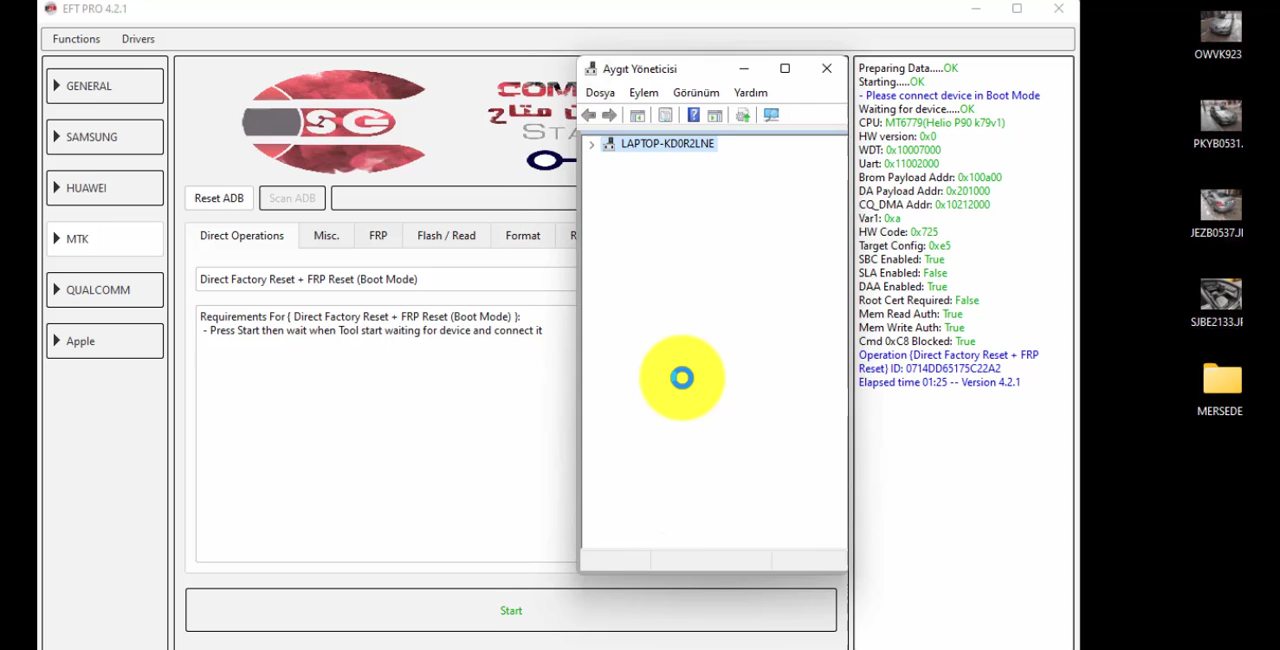 EFT PRO 4.2.1
Functions Drivers
GENERAL
SAMSUNG
HUAWEI
MTK
QUALCOMM
Apple
SG
COM
Reset ADB Scan ADB
Direct Operations Misc. FRP Flash / Read Format R
Direct Factory Reset + FRP Reset (Boot Mode)
Requirements For { Direct Factory Reset + FRP Reset (Boot Mode) }:
- Press Start then wait when Tool start waiting for device and connect it
Start
Aygıt Yöneticisi
Dosya Eylem Görünüm Yardım
LAPTOP-KD0R2LNE
Preparing Data.....OK
Starting.....OK
- Please connect device in Boot Mode
Waiting for device.....OK
CPU: MT6779(Helio P90 k79v1)
HW version: 0x0
WDT: 0x10007000
Uart: 0x11002000
Brom Payload Addr: 0x100a00
DA Payload Addr: 0x201000
CQ_DMA Addr: 0x10212000
Var1: 0xa
HW Code: 0x725
Target Config: 0xe5
SBC Enabled: True
SLA Enabled: False
DAA Enabled: True
Root Cert Required: False
Mem Read Auth: True
Mem Write Auth: True
Cmd 0xC8 Blocked: True
Operation {Direct Factory Reset + FRP
Reset} ID: 0714DD65175C22A2
Elapsed time 01:25 -- Version 4.2.1
OWVK923
PKYB0531.
JEZB0537.JI
SJBE2133.JF
MERSEDE